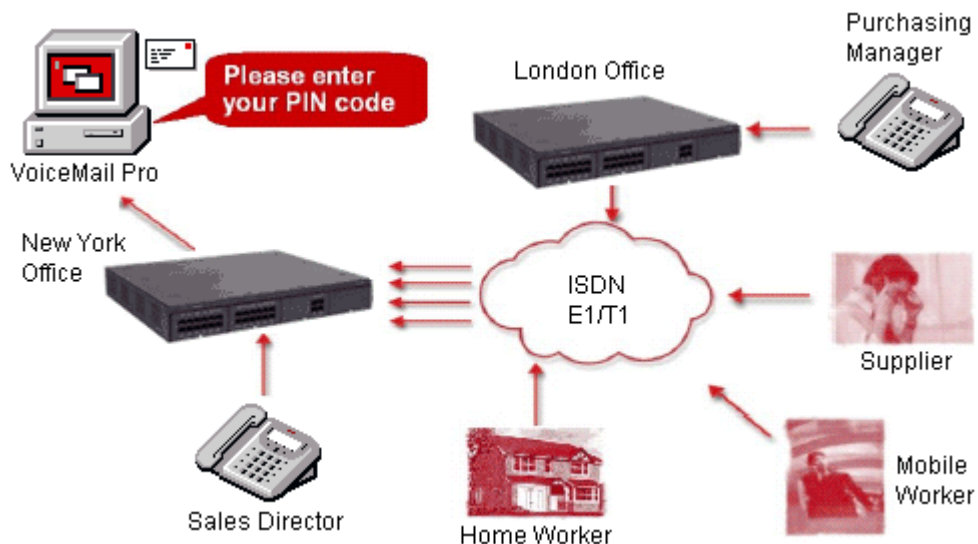 Purchasing
Manager
London Office
Please enter
your PIN code
VoiceMail Pro
New York
Office
ISDN
E1/T1
Supplier
Mobile
Worker
Sales Director
Home Worker